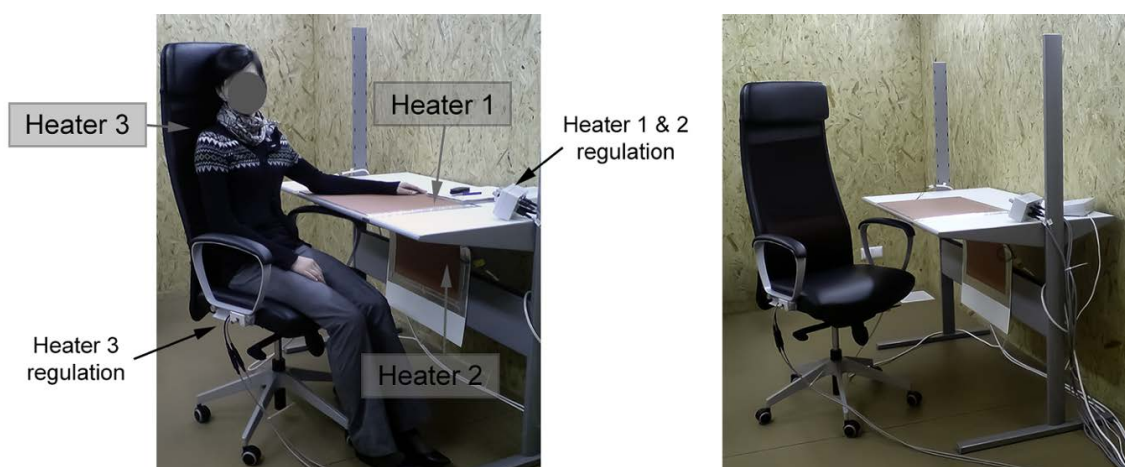 Heater 3
Heater 1
Heater 1 & 2
regulation
Heater 3
regulation
Heater 2